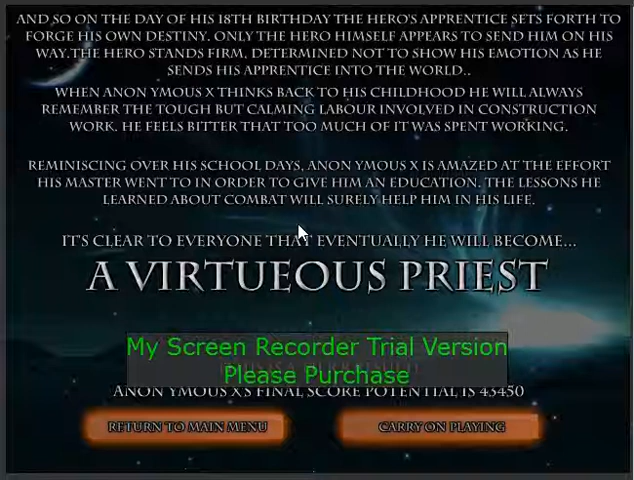 AND SO ON THE DAY OF HIS 18TH BIRTHDAY THE HERO'S APPRENTICE SETS FORTH TO
FORGE HIS OWN DESTINY. ONLY THE HERO HIMSELF APPEARS TO SEND HIM ON HIS
WAY.THE HERO STANDS FIRM, DETERMINED NOT TO SHOW HIS EMOTION AS HE
SENDS HIS APPRENTICE INTO THE WORLD..
WHEN ANON YMOUS X THINKS BACK TO HIS CHILDHOOD HE WILL ALWAYS
REMEMBER THE TOUGH BUT CALMING LABOUR INVOLVED IN CONSTRUCTION
WORK. HE FEELS BITTER THAT TOO MUCH OF IT WAS SPENT WORKING.
REMINISCING OVER HIS SCHOOL DAYS, ANON YMOUS X IS AMAZED AT THE EFFORT
HIS MASTER WENT TO IN ORDER TO GIVE HIM AN EDUCATION. THE LESSONS HE
LEARNED ABOUT COMBAT WILL SURELY HELP HIM IN HIS LIFE.
IT'S CLEAR TO EVERYONE THAT EVENTUALLY HE WILL BECOME...
A VIRTUEOUS PRIEST
My Screen Recorder Trial Version
Please Purchase
ANON YMOUS X'S FINAL SCORE POTENTIAL IS 43450
RETURN TO MAIN MENU
CARRY ON PLAYING